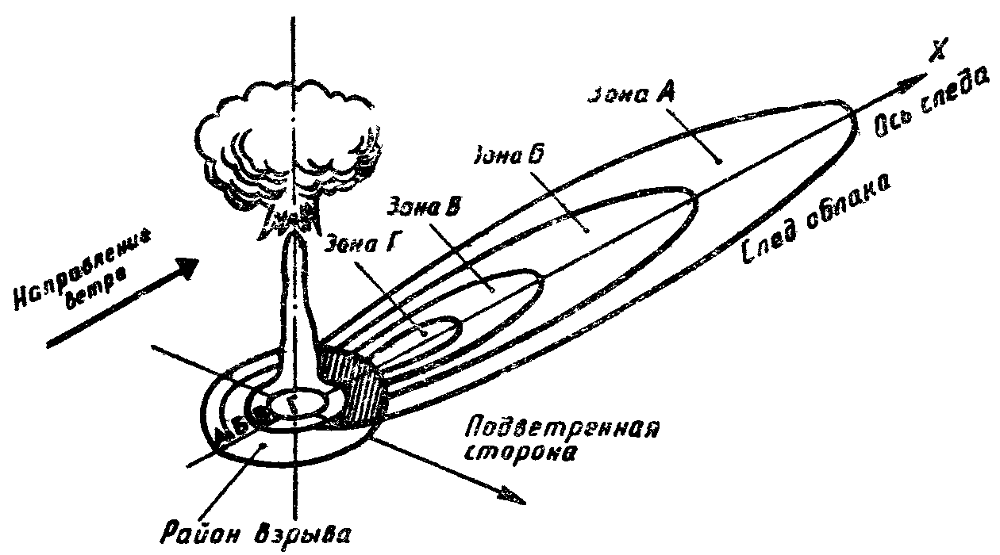 X
Ось следа
Зона А
Зона Б
Зона В
Зона Г
След облака
Направление
ветра
А Б В Г
Подветренная
сторона
Район взрыва